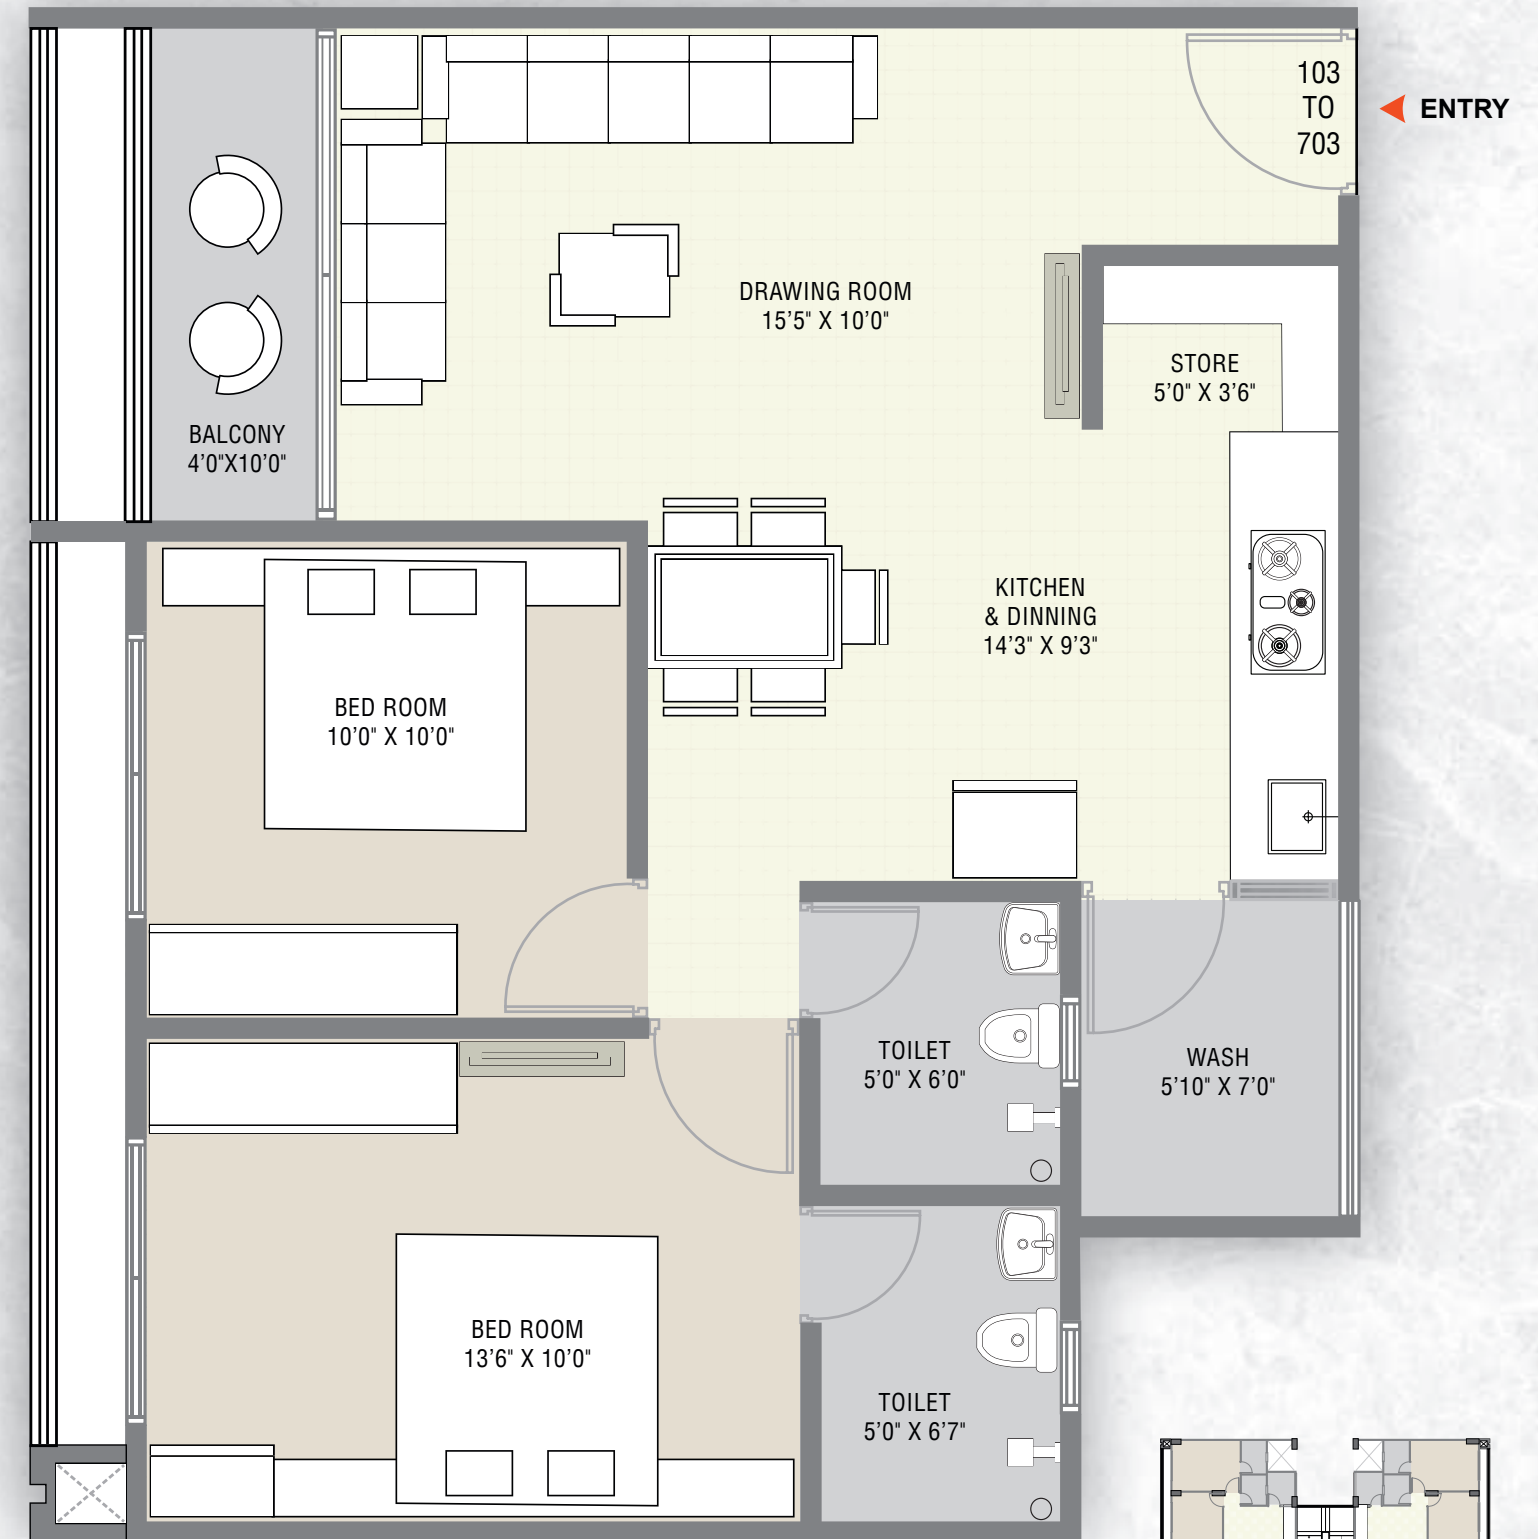 103
TO
703
ENTRY
DRAWING ROOM
15'5" X 10'0"
STORE
5'0" X 3'6"
BALCONY
4'0"X10'0"
KITCHEN
& DINNING
14'3" X 9'3"
BED ROOM
10'0" X 10'0"
TOILET
5'0" X 6'0"
WASH
5'10" X 7'0"
BED ROOM
13'6" X 10'0"
TOILET
5'0" X 6'7"